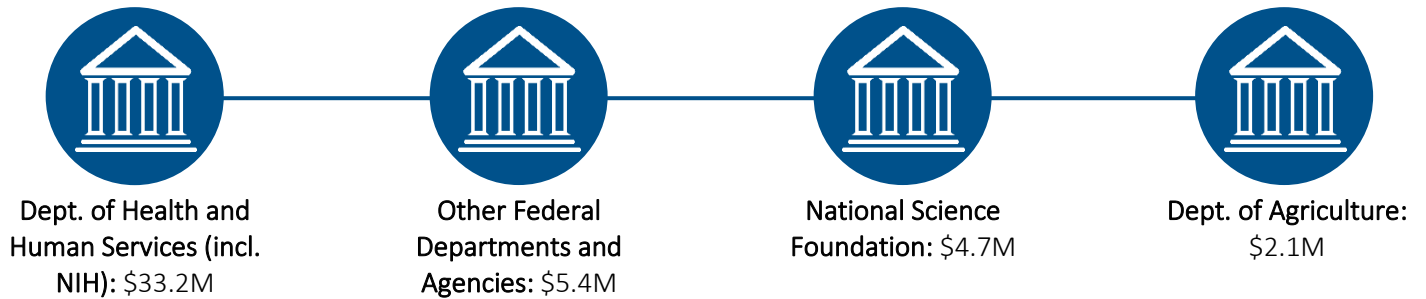 Dept. of Health and
Human Services (incl.
NIH): $33.2M
Other Federal
Departments and
Agencies: $5.4M
National Science
Foundation: $4.7M
Dept. of Agriculture:
$2.1M